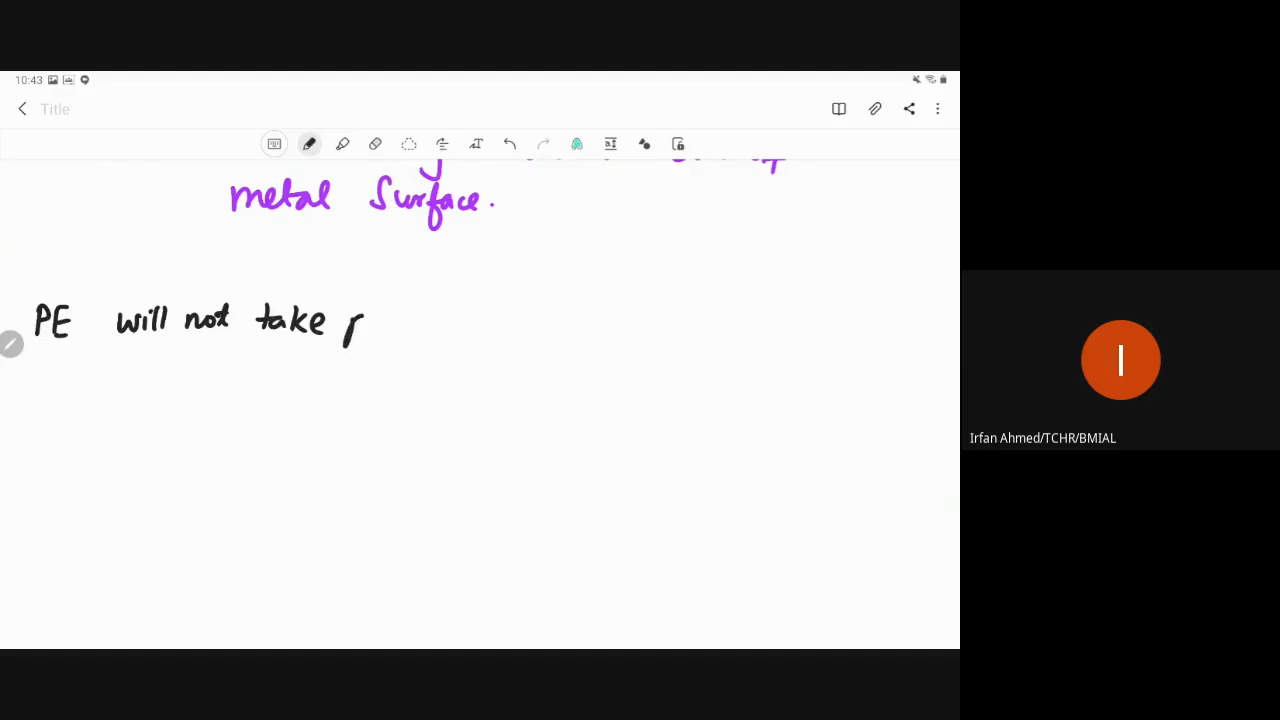 10:43
Title
metal Surface.
PE will not take
I
Irfan Ahmed/TCHR/BMIAL